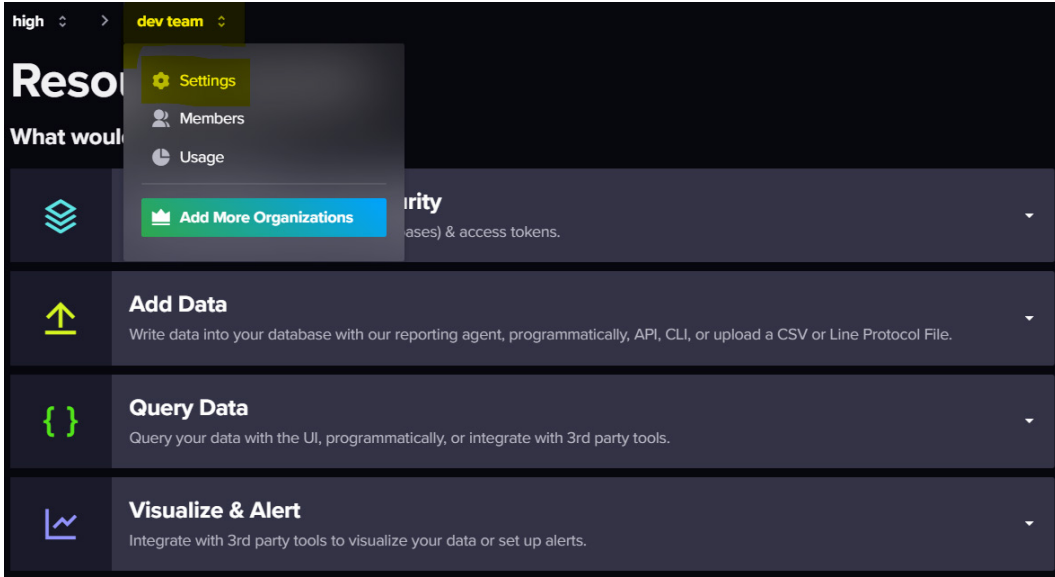 high
dev team
Settings
Reso
Members
What woul
Usage
Add More Organizations
rity
ases) & access tokens.
Add Data
Write data into your database with our reporting agent, programmatically, API, CLI, or upload a CSV or Line Protocol File.
Query Data
Query your data with the UI, programmatically, or integrate with 3rd party tools.
Visualize & Alert
Integrate with 3rd party tools to visualize your data or set up alerts.